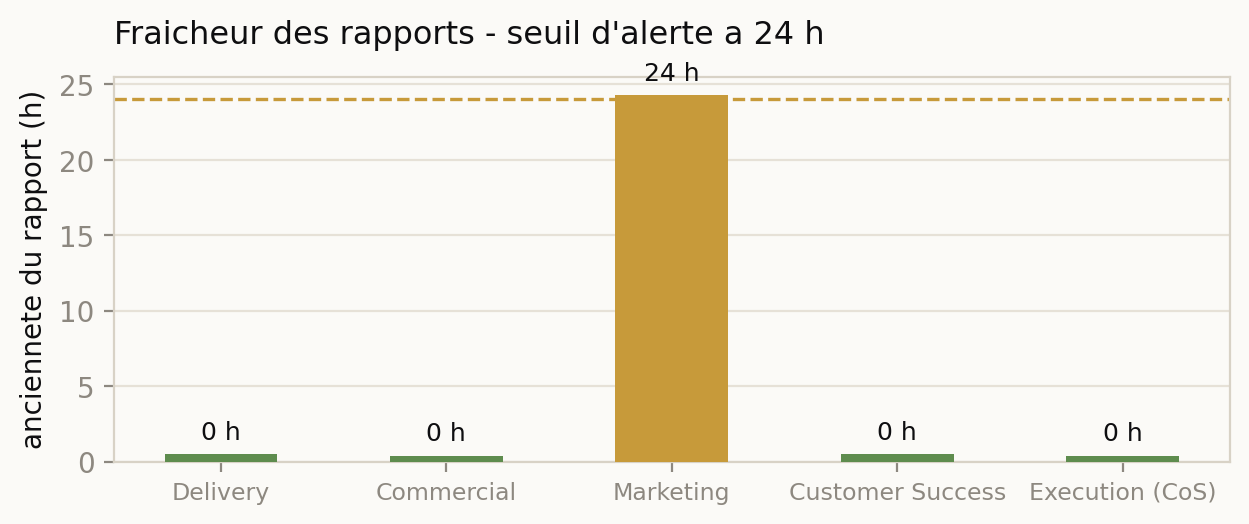 Fraicheur des rapports - seuil d'alerte a 24 h
anciennete du rapport (h)
25
20
15
10
5
0
0 h
0 h
24 h
0 h
0 h
Delivery
Commercial
Marketing
Customer Success
Execution (CoS)